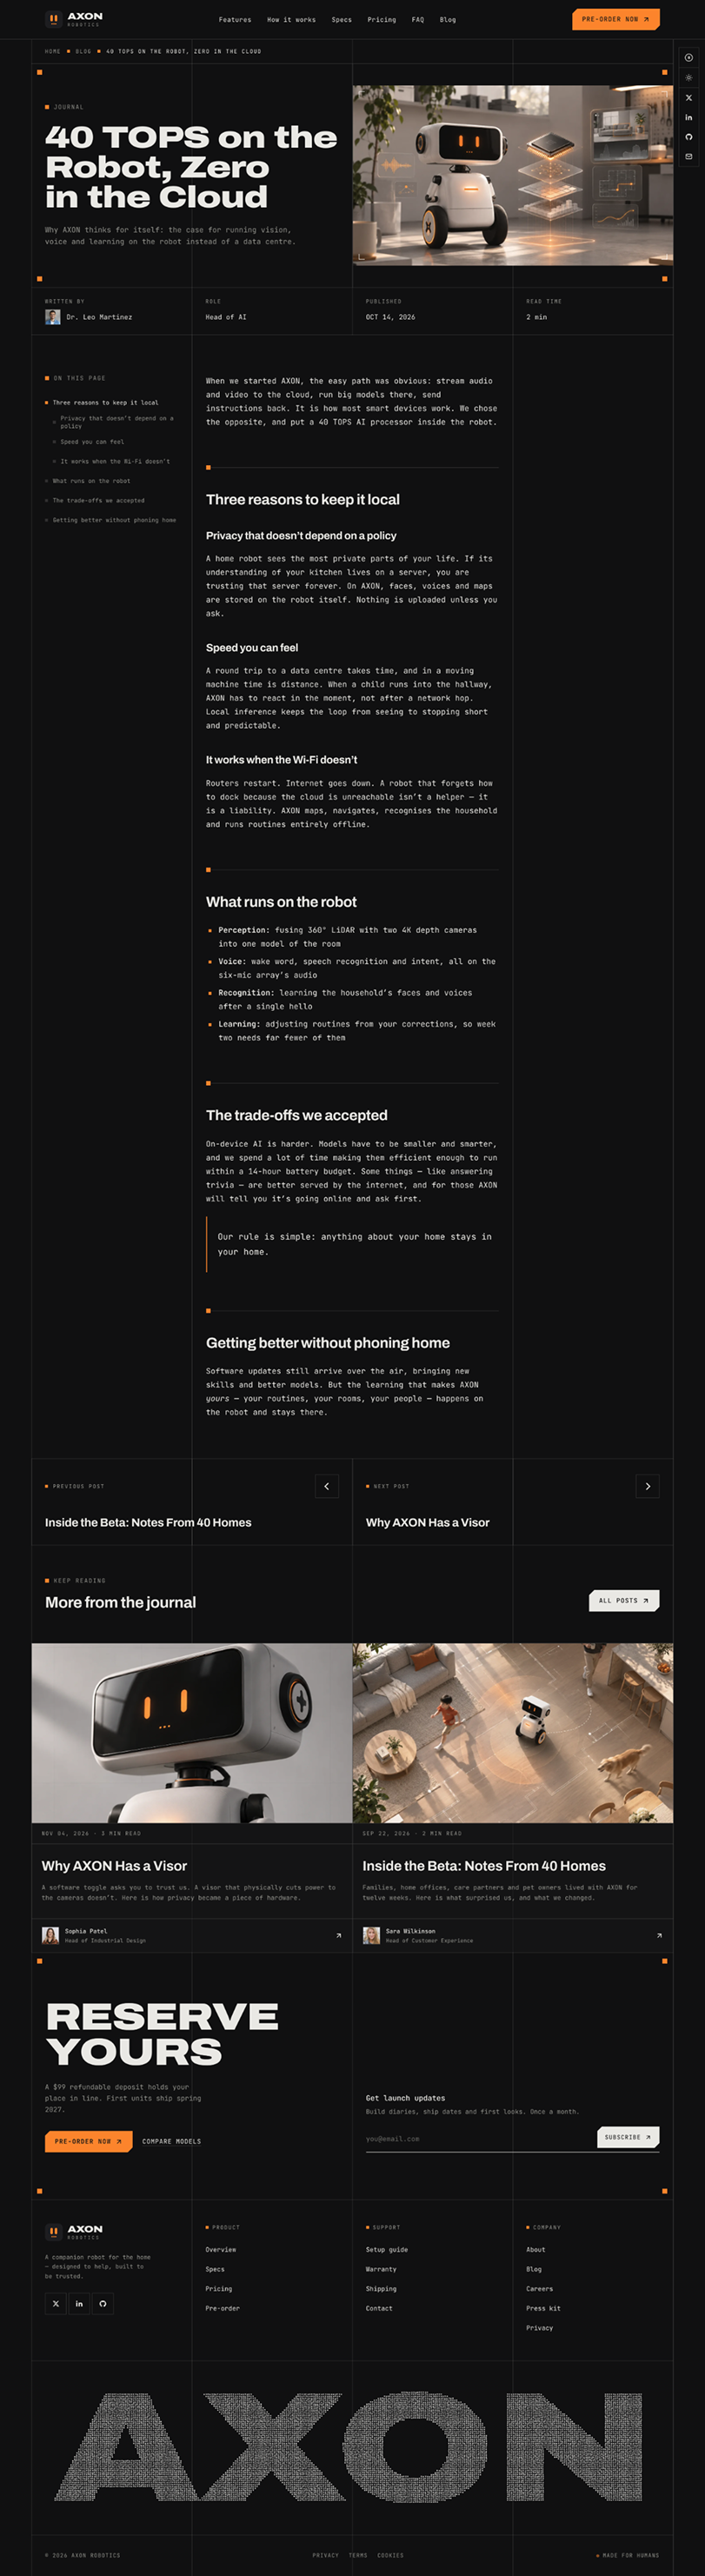 AXON
ROBOTICS
Features How it works Specs Pricing FAQ Blog
PRE-ORDER NOW
HOME BLOG 40 TOPS ON THE ROBOT, ZERO IN THE CLOUD
JOURNAL
40 TOPS on the
Robot, Zero
in the Cloud
Why AXON thinks for itself: the case for running vision,
voice and learning on the robot instead of a data centre.
WRITTEN BY
Dr. Leo Martinez
ROLE
Head of AI
PUBLISHED
OCT 14, 2026
READ TIME
2 min
ON THIS PAGE
Three reasons to keep it local
Privacy that doesn't depend on a
policy
Speed you can feel
It works when the Wi-Fi doesn't
What runs on the robot
The trade-offs we accepted
Getting better without phoning home
When we started AXON, the easy path was obvious: stream audio
and video to the cloud, run big models there, send
instructions back. It is how most smart devices work. We chose
the opposite, and put a 40 TOPS AI processor inside the robot.
Three reasons to keep it local
Privacy that doesn't depend on a policy
A home robot sees the most private parts of your life. If its
understanding of your kitchen lives on a server, you are
trusting that server forever. On AXON, faces, voices and maps
are stored on the robot itself. Nothing is uploaded unless you
ask.
Speed you can feel
A round trip to a data centre takes time, and in a moving
machine time is distance. When a child runs into the hallway,
AXON has to react in the moment, not after a network hop.
Local inference keeps the loop from seeing to stopping short
and predictable.
It works when the Wi-Fi doesn't
Routers restart. Internet goes down. A robot that forgets how
to dock because the cloud is unreachable isn't a helper — it
is a liability. AXON maps, navigates, recognises the household
and runs routines entirely offline.
What runs on the robot
Perception: fusing 360° LiDAR with two 4K depth cameras
into one model of the room
Voice: wake word, speech recognition and intent, all on the
six-mic array's audio
Recognition: learning the household's faces and voices
after a single hello
Learning: adjusting routines from your corrections, so week
two needs far fewer of them
The trade-offs we accepted
On-device AI is harder. Models have to be smaller and smarter,
and we spend a lot of time making them efficient enough to run
within a 14-hour battery budget. Some things — like answering
trivia — are better served by the internet, and for those AXON
will tell you it's going online and ask first.
Our rule is simple: anything about your home stays in
your home.
Getting better without phoning home
Software updates still arrive over the air, bringing new
skills and better models. But the learning that makes AXON
yours — your routines, your rooms, your people — happens on
the robot and stays there.
PREVIOUS POST
Inside the Beta: Notes From 40 Homes
NEXT POST
Why AXON Has a Visor
KEEP READING
More from the journal
ALL POSTS
NOV 04, 2026 · 3 MIN READ
Why AXON Has a Visor
A software toggle asks you to trust us. A visor that physically cuts power to
the cameras doesn't. Here is how privacy became a piece of hardware.
Sophia Patel
Head of Industrial Design
SEP 22, 2026 · 2 MIN READ
Inside the Beta: Notes From 40 Homes
Families, home offices, care partners and pet owners lived with AXON for
twelve weeks. Here is what surprised us, and what we changed.
Sara Wilkinson
Head of Customer Experience
RESERVE
YOURS
A $99 refundable deposit holds your
place in line. First units ship spring
2027.
PRE-ORDER NOW
COMPARE MODELS
Get launch updates
Build diaries, ship dates and first looks. Once a month.
you@email.com
SUBSCRIBE
AXON
ROBOTICS
A companion robot for the home
— designed to help, built to
be trusted.
PRODUCT
Overview
Specs
Pricing
Pre-order
SUPPORT
Setup guide
Warranty
Shipping
Contact
COMPANY
About
Blog
Careers
Press kit
Privacy
AXON
© 2026 AXON ROBOTICS
PRIVACY TERMS COOKIES
MADE FOR HUMANS